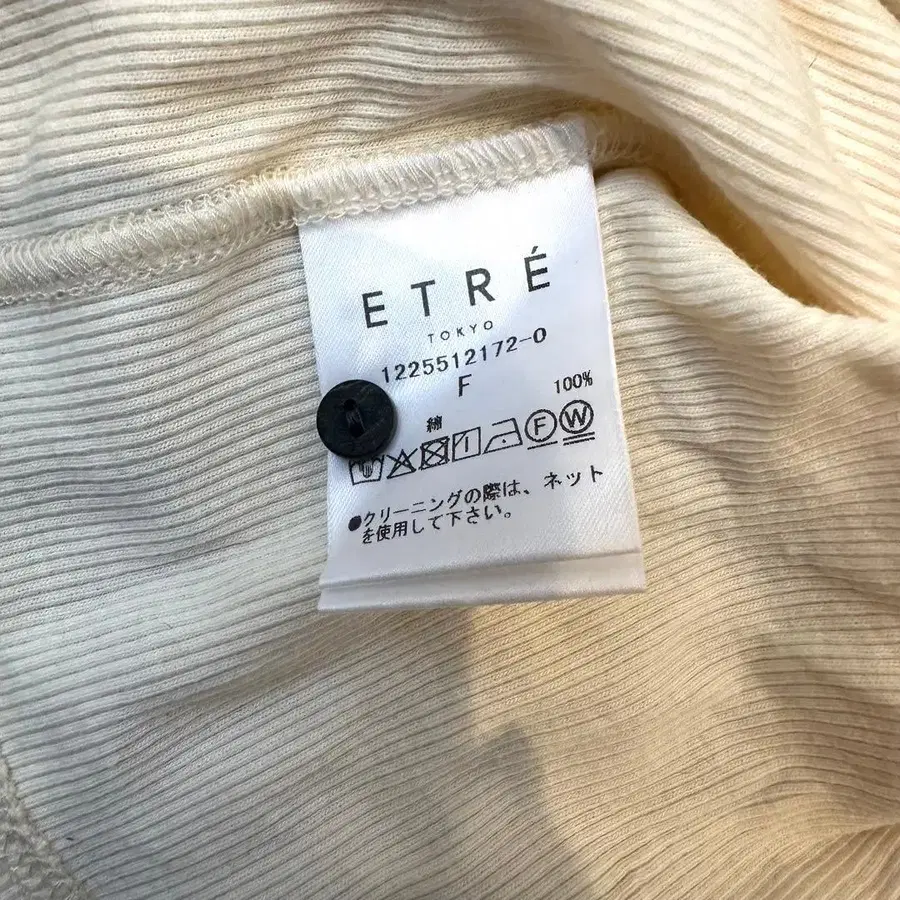 ETRÉ
TOKYO
1225512172-0
F
綿 100%
F W
●クリーニングの際は、ネット
を使用して下さい。